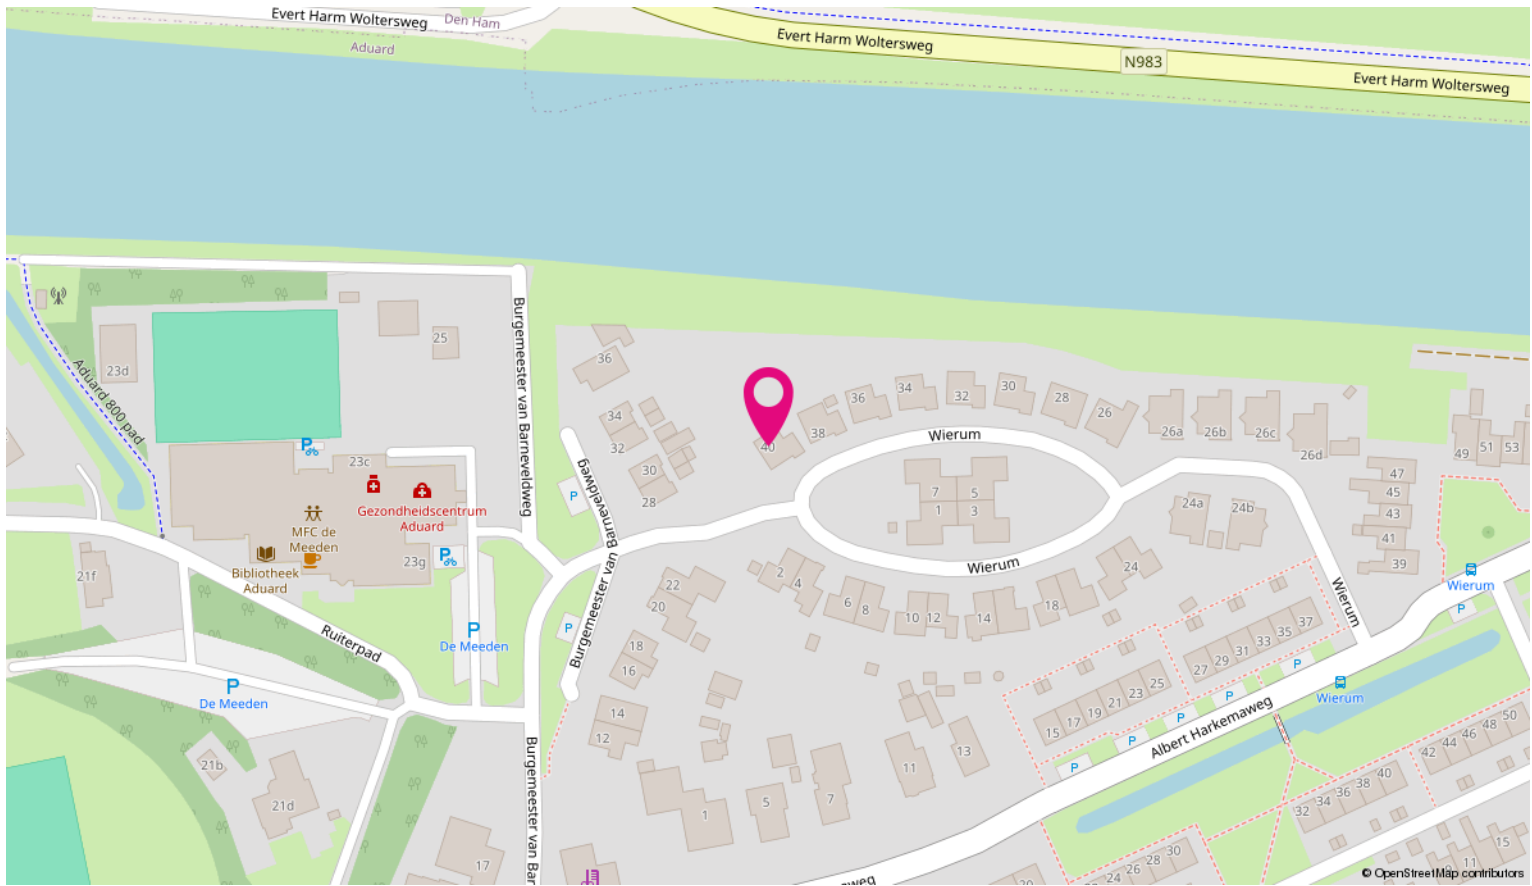 Evert Harm Woltersweg
Den Ham
Aduard
Evert Harm Woltersweg
N983
Evert Harm Woltersweg
Burgemeester van Barneveldweg
25
23d
Aduard 800 pad
23c
Gezondheidscentrum
Aduard
MFC de
Meeden
Bibliotheek
Aduard
23g
21f
P
De Meeden
Ruiterpad
P
De Meeden
21b
21d
17
Burgemeester van Bar
36
34
32
30
28
P
Burgemeester van Barneveldweg
P
40
38
36
34
32
30
28
26
26a
26b
26c
26d
Wierum
7
5
1
3
Wierum
24a
24b
Wierum
49
51
53
47
45
43
41
39
Wierum
P
2
4
6
8
10
12
14
18
24
22
20
18
16
14
12
1
5
7
11
13
15
17
19
21
23
25
27
29
31
33
35
37
P
P
P
P
P
Wierum
Albert Harkemaweg
32
34
36
38
40
42
44
46
48
50
24
26
28
30
20
9
11
15
weg
© OpenStreetMap contributors